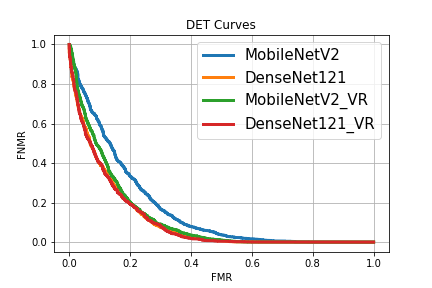 DET Curves
FNMR
1.0
0.8
0.6
0.4
0.2
0.0
MobileNetV2
DenseNet121
MobileNetV2_VR
DenseNet121_VR
0.0 0.2 0.4 0.6 0.8 1.0
FMR